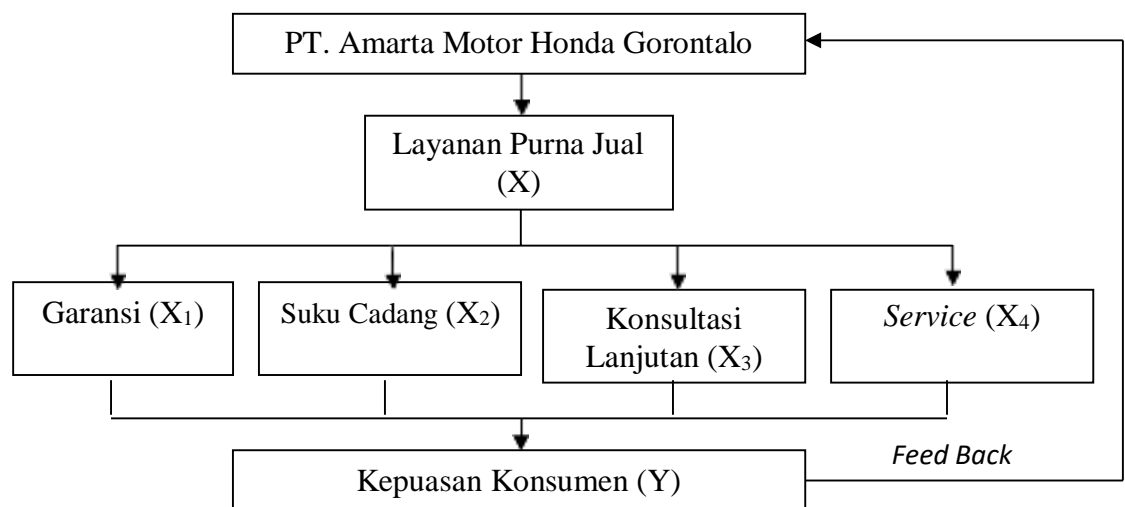 PT. Amarta Motor Honda Gorontalo
Layanan Purna Jual
(X)
Garansi (X₁)
Suku Cadang (X₂)
Konsultasi
Lanjutan (X₃)
Service (X₄)
Feed Back
Kepuasan Konsumen (Y)